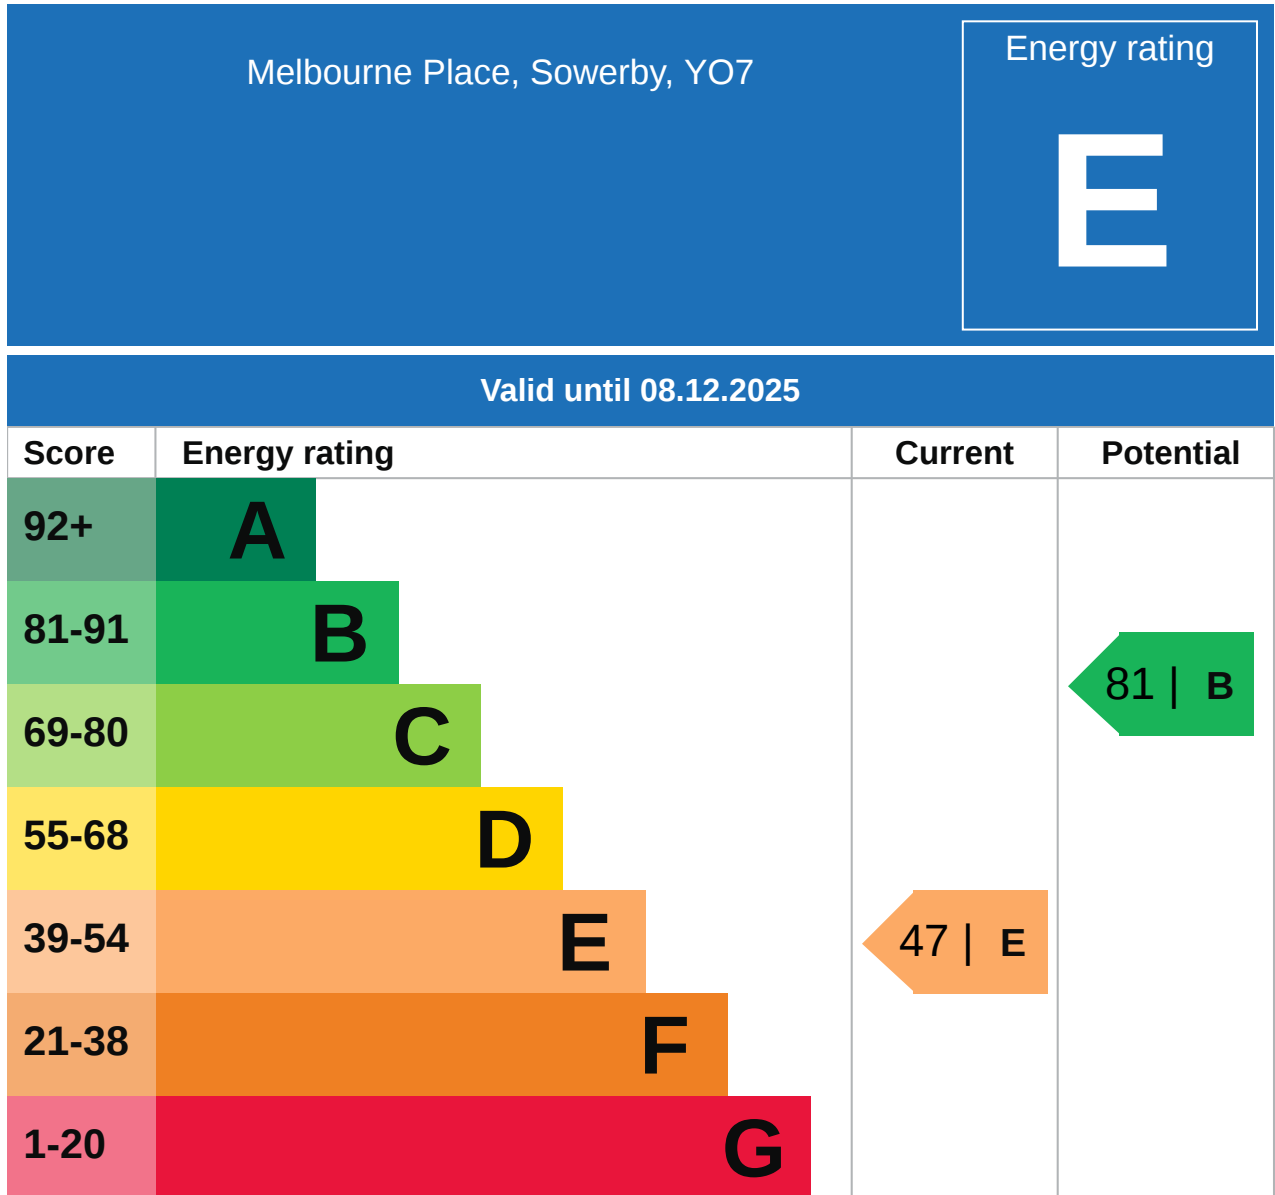 Melbourne Place, Sowerby, YO7
Energy rating
E
Valid until 08.12.2025
Score Energy rating Current Potential
92+ A
81-91 B
81 | B
69-80 C
55-68 D
39-54 E 47 | E
21-38 F
1-20 G